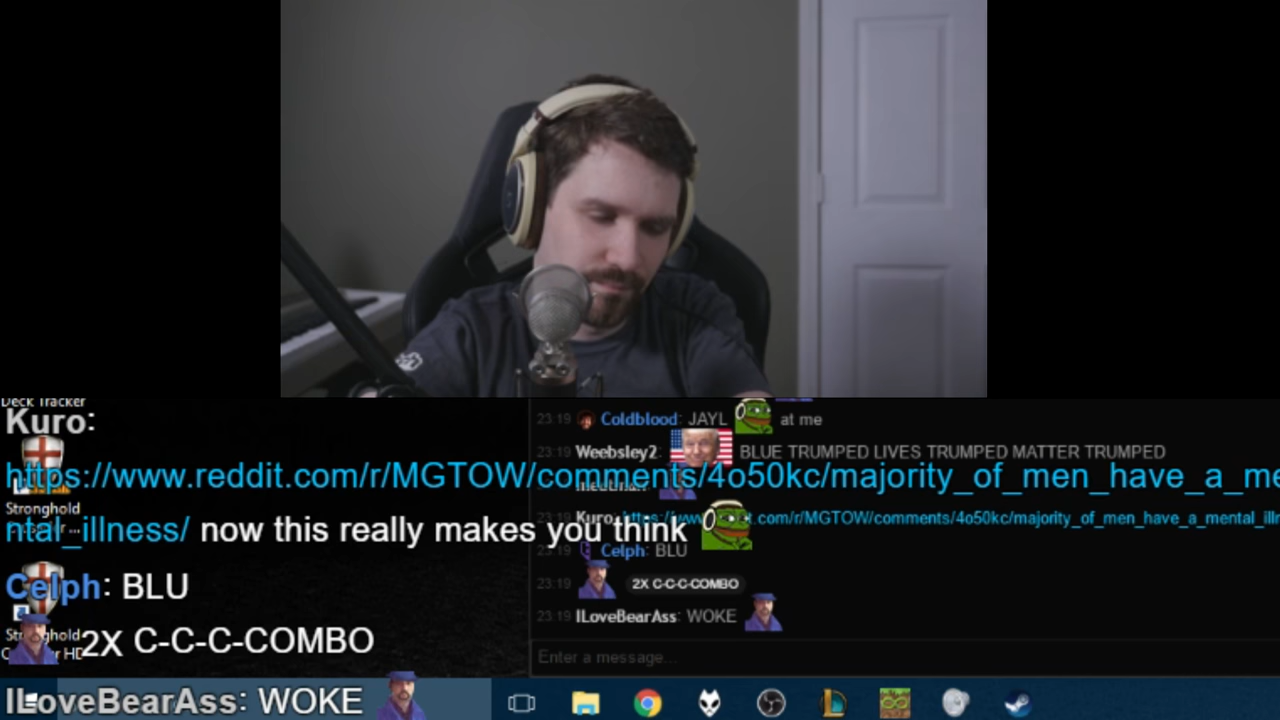 Deck Tracker
Kuro:
https://www.reddit.com/r/MGTOW/comments/4o50kc/majority_of_men_have_a_me
ntal_illness/ now this really makes you think
Stronghold
Celph: BLU
2X C-C-C-COMBO
ILoveBearAss: WOKE
23:19 Coldblood: JAYL at me
23:19 Weebsley2: BLUE TRUMPED LIVES TRUMPED MATTER TRUMPED
23:19 Kuro: t.com/r/MGTOW/comments/4o50kc/majority_of_men_have_a_mental_illn
23:19 Celph: BLU
23:19 2X C-C-C-COMBO
23:19 ILoveBearAss: WOKE
Enter a message...